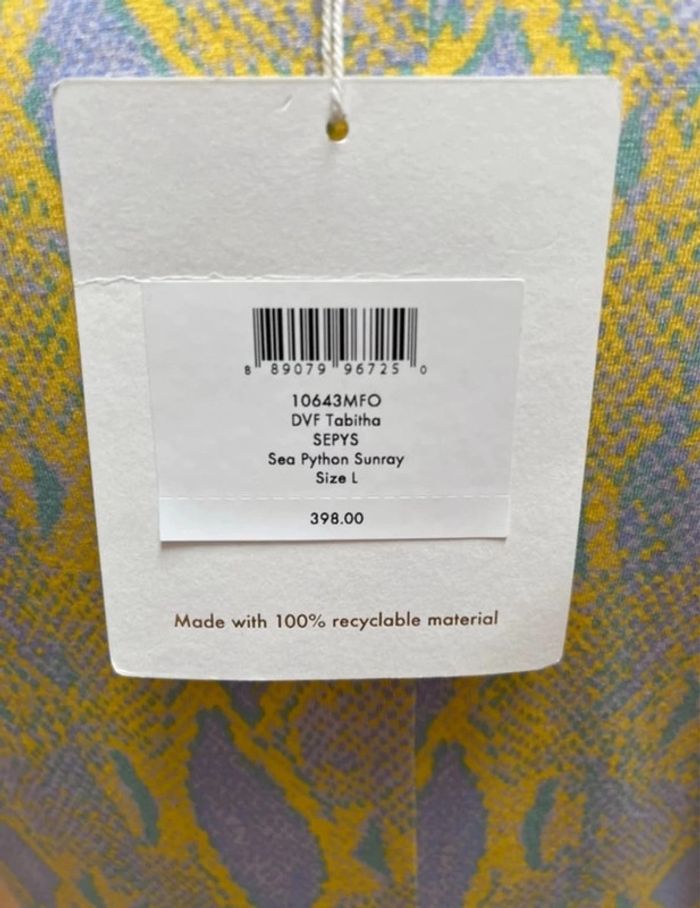 8 89079 96725 0
10643MFO
DVF Tabitha
SEPYS
Sea Python Sunray
Size L
398.00
Made with 100% recyclable material